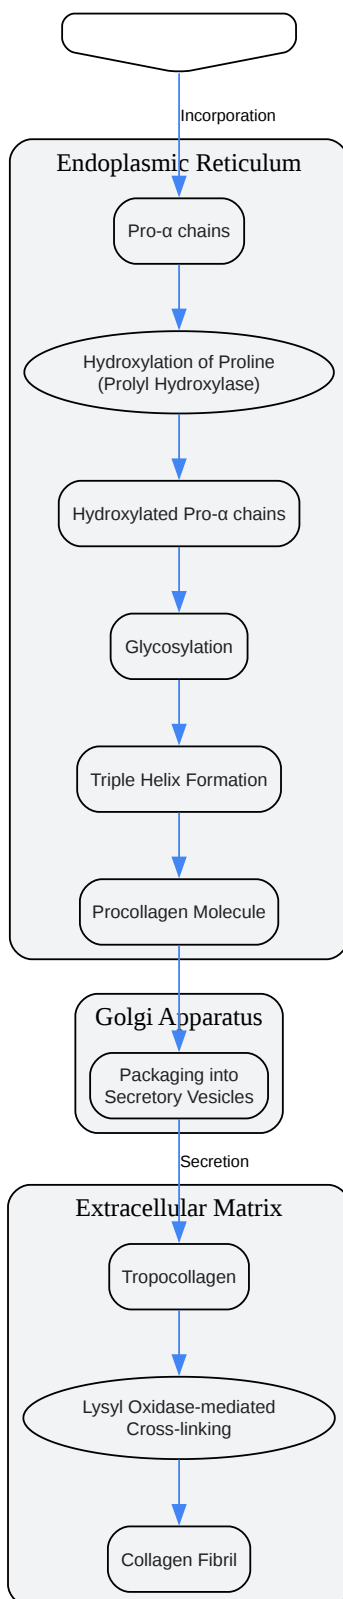 Incorporation
Endoplasmic Reticulum
Pro-α chains
Hydroxylation of Proline
(Prolyl Hydroxylase)
Hydroxylated Pro-α chains
Glycosylation
Triple Helix Formation
Procollagen Molecule
Golgi Apparatus
Packaging into
Secretory Vesicles
Secretion
Extracellular Matrix
Tropocollagen
Lysyl Oxidase-mediated
Cross-linking
Collagen Fibril